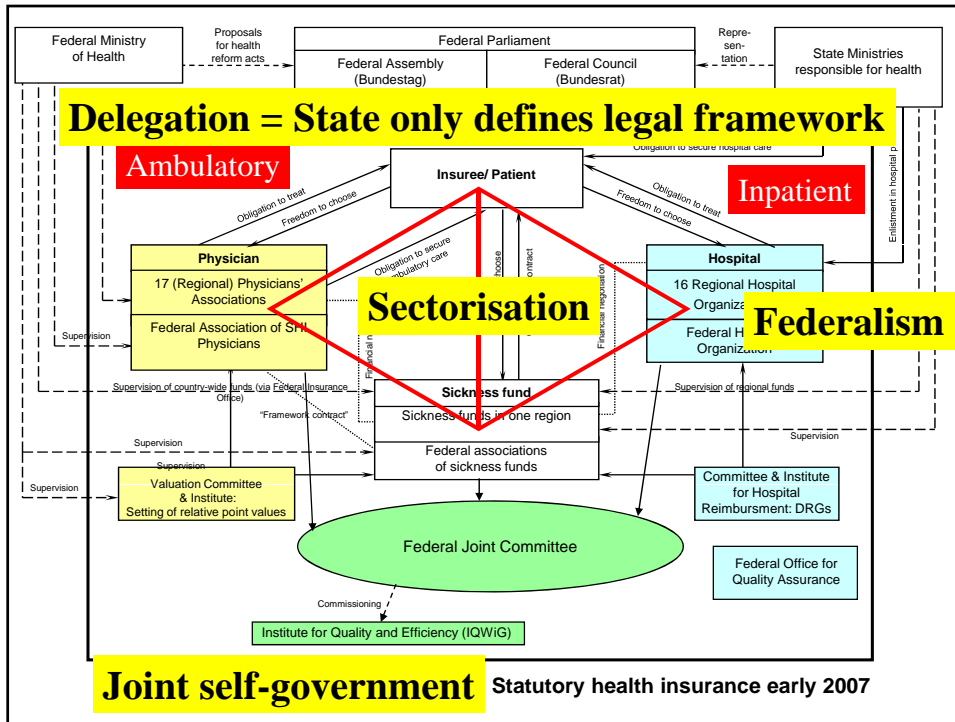 Federal Ministry
of Health
Proposals
for health
reform acts
Federal Parliament
Federal Assembly
(Bundestag)
Federal Council
(Bundesrat)
Repre-
sen-
tation
State Ministries
responsible for health
Delegation = State only defines legal framework
Ambulatory
Obligation to secure hospital care
Insuree/ Patient
Inpatient
Enlistment in hospital
Obligation to treat
Freedom to choose
Obligation to treat
Freedom to choose
Obligation to secure
care
Physician
17 (Regional) Physicians'
Associations
Federal Association of SHI
Physicians
Sectorisation
Financial negotiation
Hospital
16 Regional Hospital
Federal
Organization
Federalism
Supervision
Supervision of country-wide funds (via Federal Insurance
Office)
"Framework contract"
Sickness fund
Sickness funds in one region
Federal associations
of sickness funds
Supervision of regional funds
Supervision
Supervision
Supervision
Supervision
Valuation Committee
& Institute:
Setting of relative point values
Committee & Institute
for Hospital
Reimbursment: DRGs
Federal Joint Committee
Federal Office for
Quality Assurance
Commissioning
Institute for Quality and Efficiency (IQWiG)
Joint self-government
Statutory health insurance early 2007